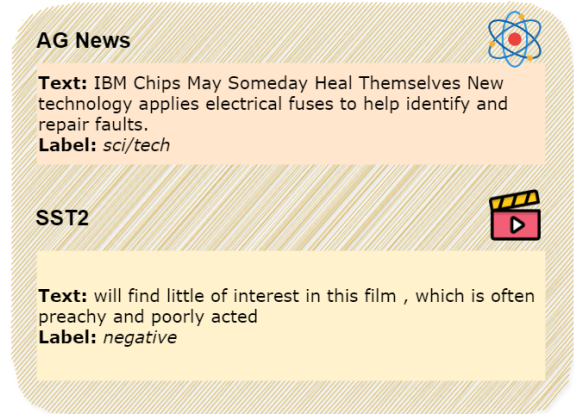 AG News
Text: IBM Chips May Someday Heal Themselves New
technology applies electrical fuses to help identify and
repair faults.
Label: sci/tech
SST2
Text: will find little of interest in this film , which is often
preachy and poorly acted
Label: negative